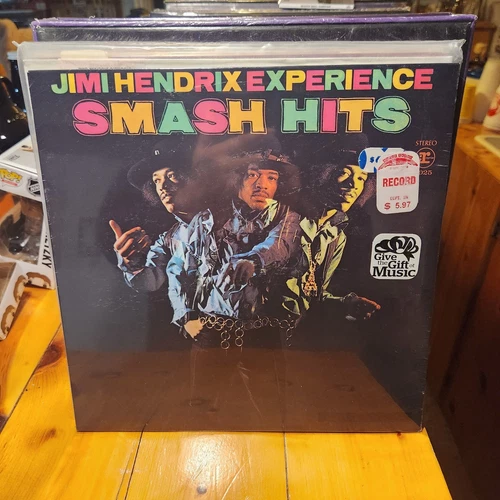 JIMI HENDRIX EXPERIENCE
SMASH HITS
STEREO
RECORD
$ 5.97
Give
the Gift of
Music